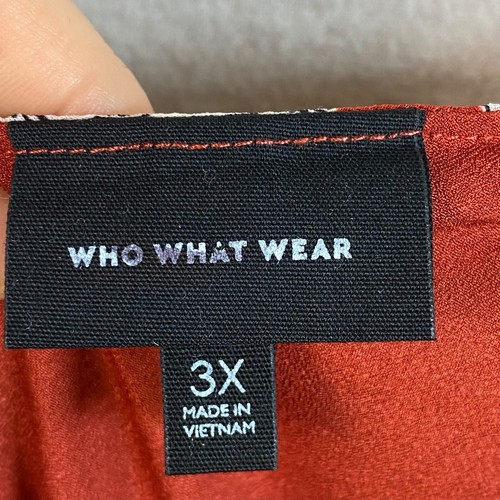 WHO WHAT WEAR
3X
MADE IN
VIETNAM